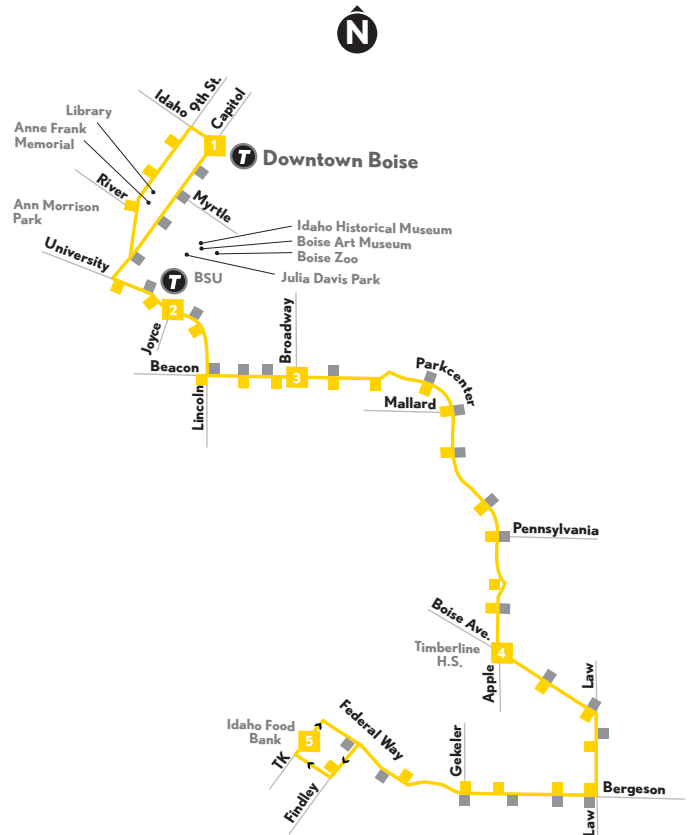 N
Idaho
9th St.
Capitol
Library
Anne Frank
Memorial
1
T Downtown Boise
River
Myrtle
Ann Morrison
Park
Idaho Historical Museum
Boise Art Museum
Boise Zoo
Julia Davis Park
University
T BSU
2
Joyce
Broadway
Beacon
3
Lincoln
Parkcenter
Mallard
Pennsylvania
Boise Ave.
Timberline
H.S.
4
Apple
Law
Idaho Food
Bank
5
Federal Way
TK
Findley
Gekeler
Bergeson
Law